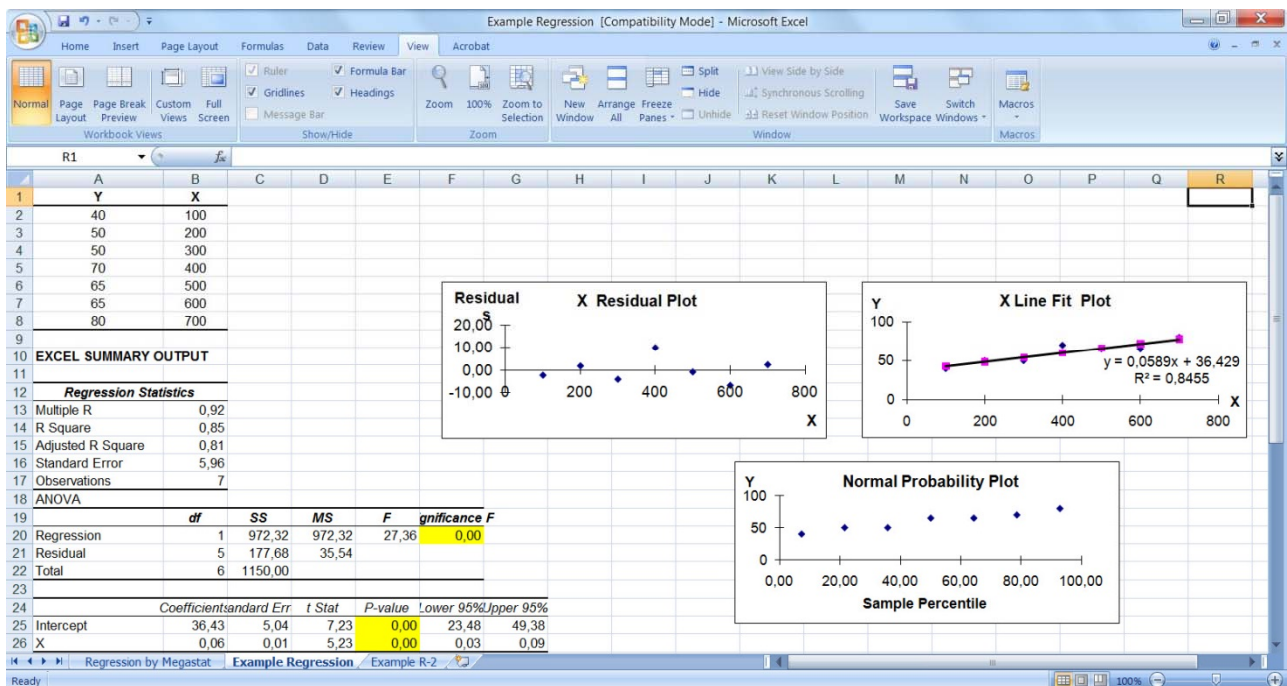 Example Regression [Compatibility Mode] - Microsoft Excel
Home Insert Page Layout Formulas Data Review View Acrobat
Normal Page Layout Page Break Preview Custom Views Full Screen
Workbook Views
Ruler Formula Bar
Gridlines Headings
Message Bar
Show/Hide
Zoom 100% Zoom to Selection
Zoom
New Window Arrange All Freeze Panes
Split View Side by Side
Hide Synchronous Scrolling
Unhide Reset Window Position
Save Workspace Switch Windows
Window
Macros
Macros
R1 fx
A B C D E F G H I J K L M N O P Q R
1 Y X
2 40 100
3 50 200
4 50 300
5 70 400
6 65 500
7 65 600
8 80 700
9
10 EXCEL SUMMARY OUTPUT
11
12 Regression Statistics
13 Multiple R 0,92
14 R Square 0,85
15 Adjusted R Square 0,81
16 Standard Error 5,96
17 Observations 7
18 ANOVA
19 df SS MS F gnificance F
20 Regression 1 972,32 972,32 27,36 0,00
21 Residual 5 177,68 35,54
22 Total 6 1150,00
23
24 Coefficients andard Err t Stat P-value Lower 95% Upper 95%
25 Intercept 36,43 5,04 7,23 0,00 23,48 49,38
26 X 0,06 0,01 5,23 0,00 0,03 0,09
X Residual Plot
Residual
s
20,00
10,00
0,00
-10,00
0 200 400 600 800
X
X Line Fit Plot
Y
100
50
0
y = 0,0589x + 36,429
R² = 0,8455
0 200 400 600 800
X
Normal Probability Plot
Y
100
50
0
0,00 20,00 40,00 60,00 80,00 100,00
Sample Percentile
Regression by Megastat Example Regression Example R-2
Ready 100%